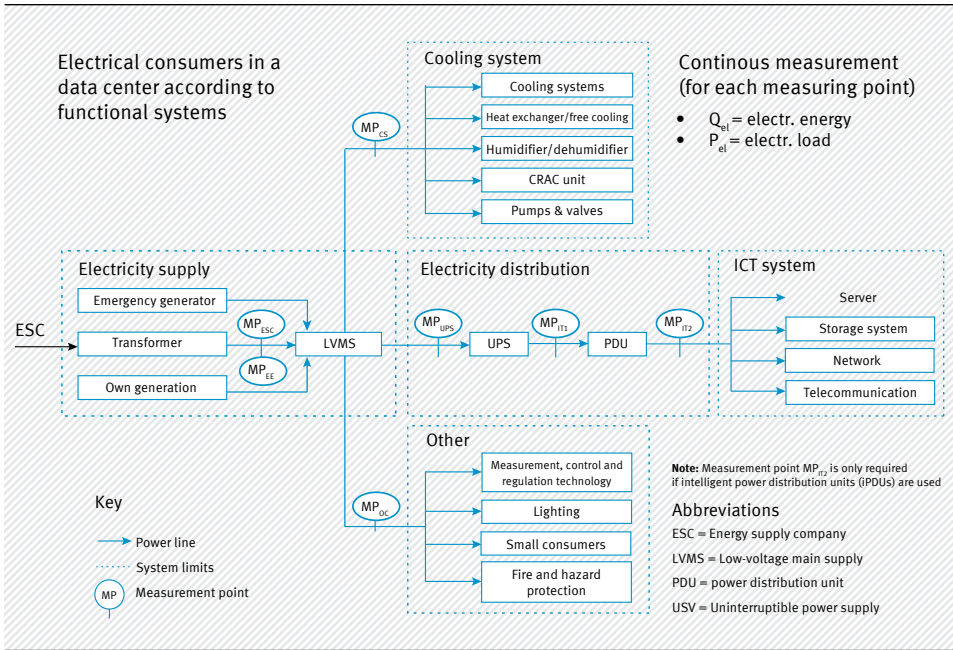 Electrical consumers in a
data center according to
functional systems
Cooling system
Cooling systems
Heat exchanger/free cooling
Humidifier/dehumidifier
CRAC unit
Pumps & valves
MPCS
Continous measurement
(for each measuring point)
• Qel = electr. energy
• Pel = electr. load
Electricity supply
Emergency generator
ESC
Transformer
Own generation
MPESC
MPEE
LVMS
Electricity distribution
MPUPS
UPS
MPIT1
PDU
MPIT2
ICT system
Server
Storage system
Network
Telecommunication
Other
Measurement, control and
regulation technology
Lighting
Small consumers
Fire and hazard
protection
MPOC
Key
Power line
System limits
MP
Measurement point
Note: Measurement point MPIT2 is only required
if intelligent power distribution units (iPDUs) are used
Abbreviations
ESC = Energy supply company
LVMS = Low-voltage main supply
PDU = power distribution unit
USV = Uninterruptible power supply